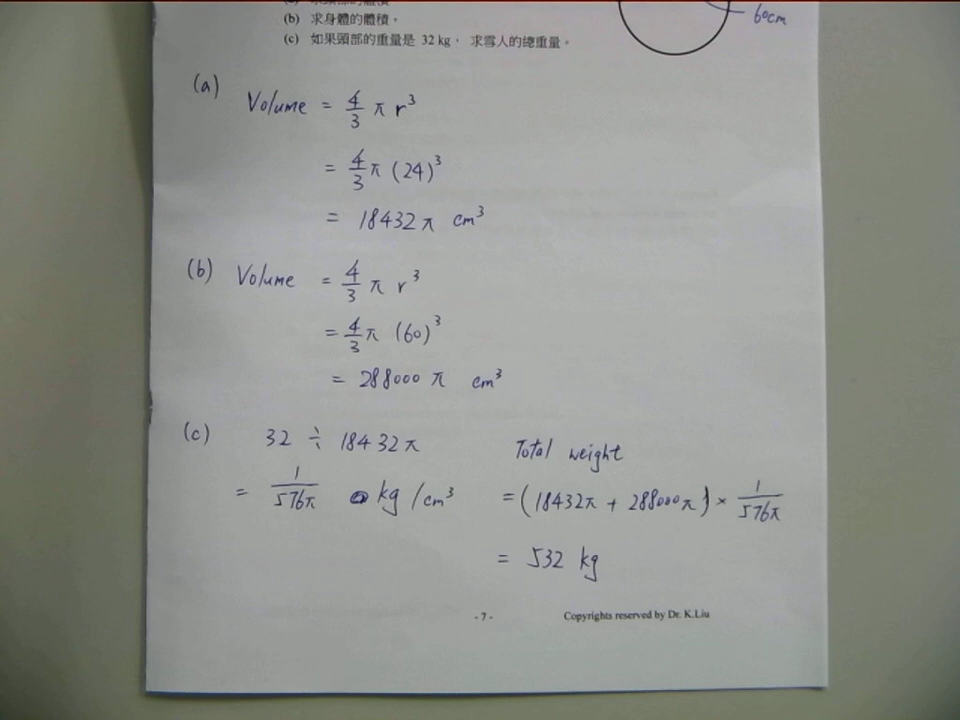 (b) 求身體的體積。
60cm
(c) 如果頭部的重量是 32 kg， 求雪人的總重量。
(a) Volume = 4/3 π r³
= 4/3 π (24)³
= 18432 π cm³
(b) Volume = 4/3 π r³
= 4/3 π (60)³
= 288000 π cm³
(c) 32 ÷ 18432 π
= 1/576π kg / cm³
Total weight
= (18432π + 288000π) × 1/576π
= 532 kg
- 7 -
Copyrights reserved by Dr. K.Liu